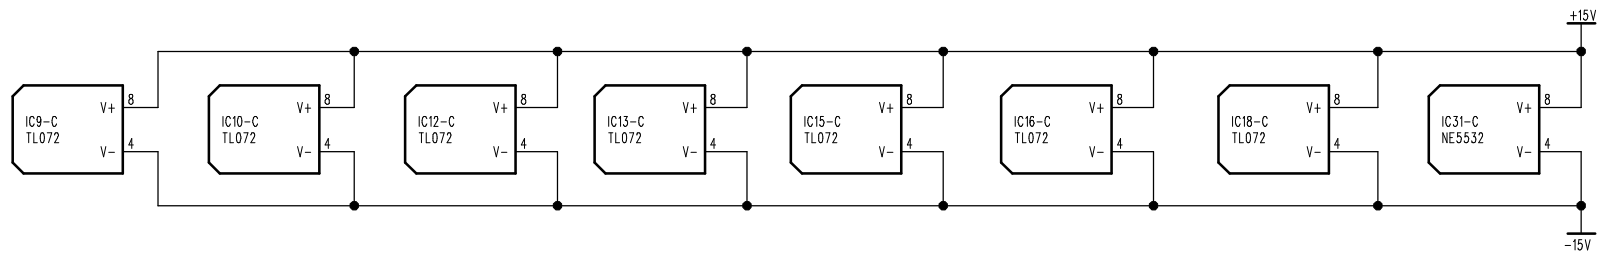 +15V
V+ 8
IC9-C
TL072
V- 4
V+ 8
IC10-C
TL072
V- 4
V+ 8
IC12-C
TL072
V- 4
V+ 8
IC13-C
TL072
V- 4
V+ 8
IC15-C
TL072
V- 4
V+ 8
IC16-C
TL072
V- 4
V+ 8
IC18-C
TL072
V- 4
V+ 8
IC31-C
NE5532
V- 4
-15V